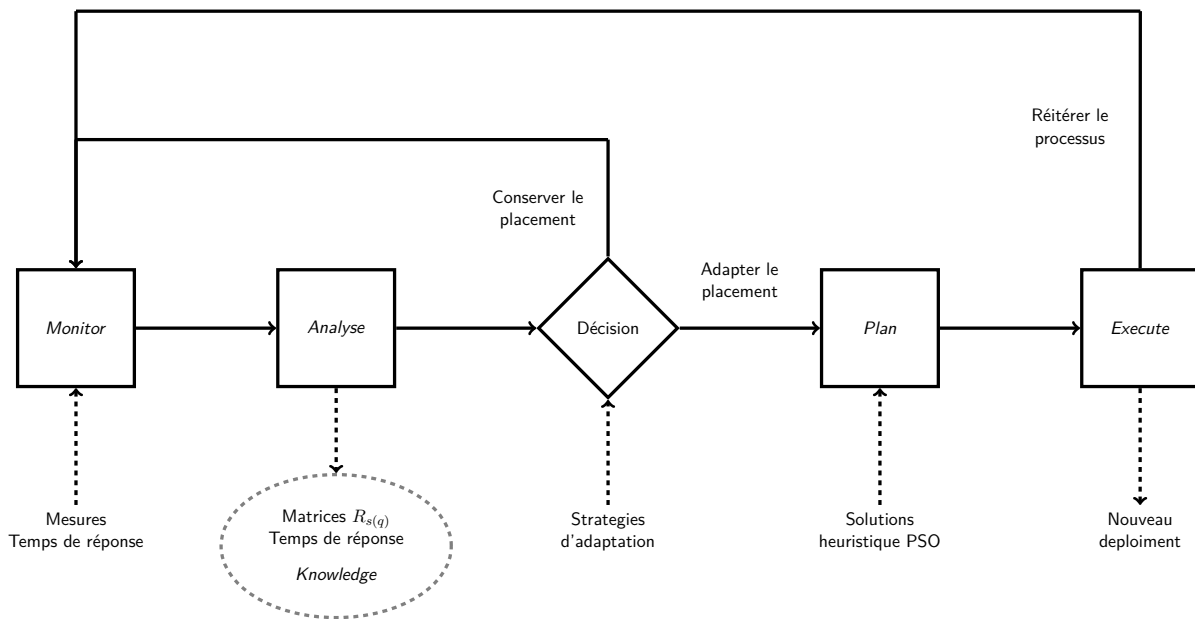 Réitérer le
processus
Conserver le
placement
Adapter le
placement
Monitor
Analyse
Décision
Plan
Execute
Mesures
Temps de réponse
Matrices R_{s(q)}
Temps de réponse
Knowledge
Strategies
d'adaptation
Solutions
heuristique PSO
Nouveau
deploiment